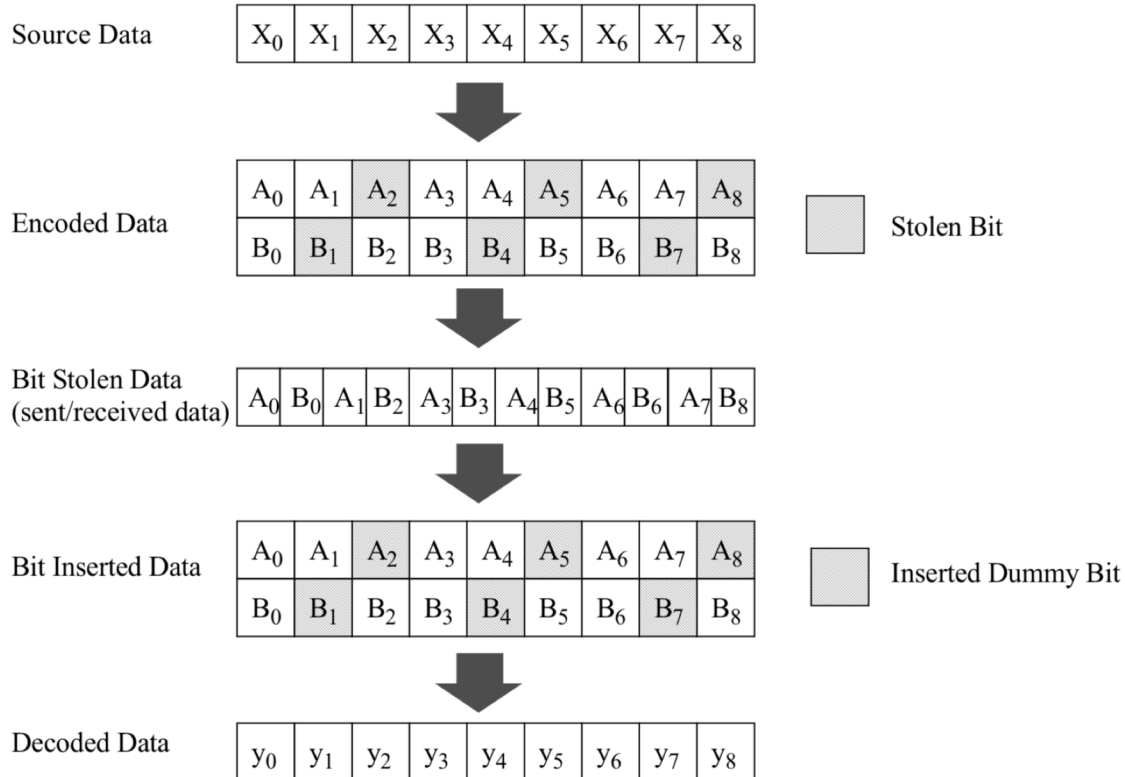 Source Data X₀ X₁ X₂ X₃ X₄ X₅ X₆ X₇ X₈
Encoded Data
A₀ A₁ A₂ A₃ A₄ A₅ A₆ A₇ A₈
B₀ B₁ B₂ B₃ B₄ B₅ B₆ B₇ B₈
Stolen Bit
Bit Stolen Data
(sent/received data)
A₀ B₀ A₁ B₂ A₃ B₃ A₄ B₅ A₆ B₆ A₇ B₈
Bit Inserted Data
A₀ A₁ A₂ A₃ A₄ A₅ A₆ A₇ A₈
B₀ B₁ B₂ B₃ B₄ B₅ B₆ B₇ B₈
Inserted Dummy Bit
Decoded Data y₀ y₁ y₂ y₃ y₄ y₅ y₆ y₇ y₈